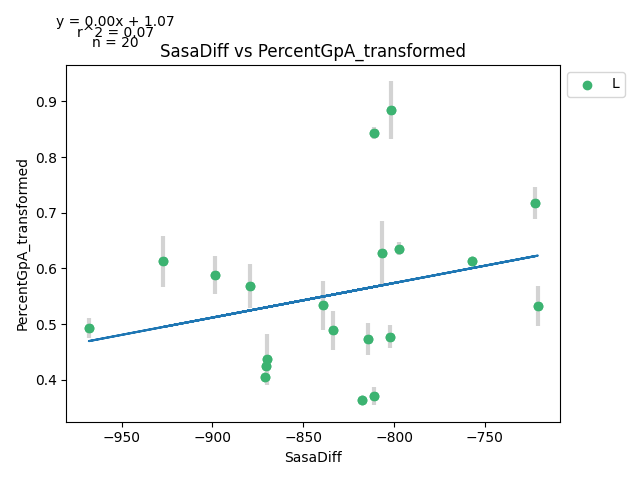 y = 0.00x + 1.07
r^2 = 0.07
n = 20
SasaDiff vs PercentGpA_transformed
L
PercentGpA_transformed
0.9
0.8
0.7
0.6
0.5
0.4
−950
−900
−850
−800
−750
SasaDiff